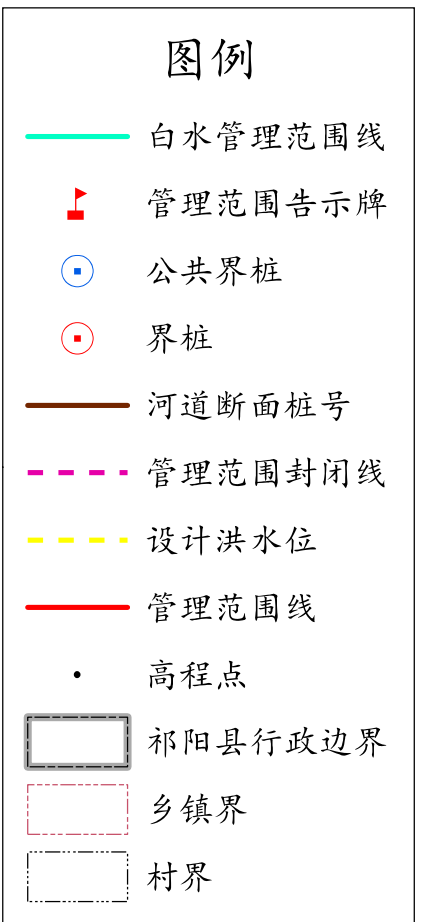 图例
白水管理范围线
管理范围告示牌
公共界桩
界桩
河道断面桩号
管理范围封闭线
设计洪水位
管理范围线
高程点
祁阳县行政边界
乡镇界
村界